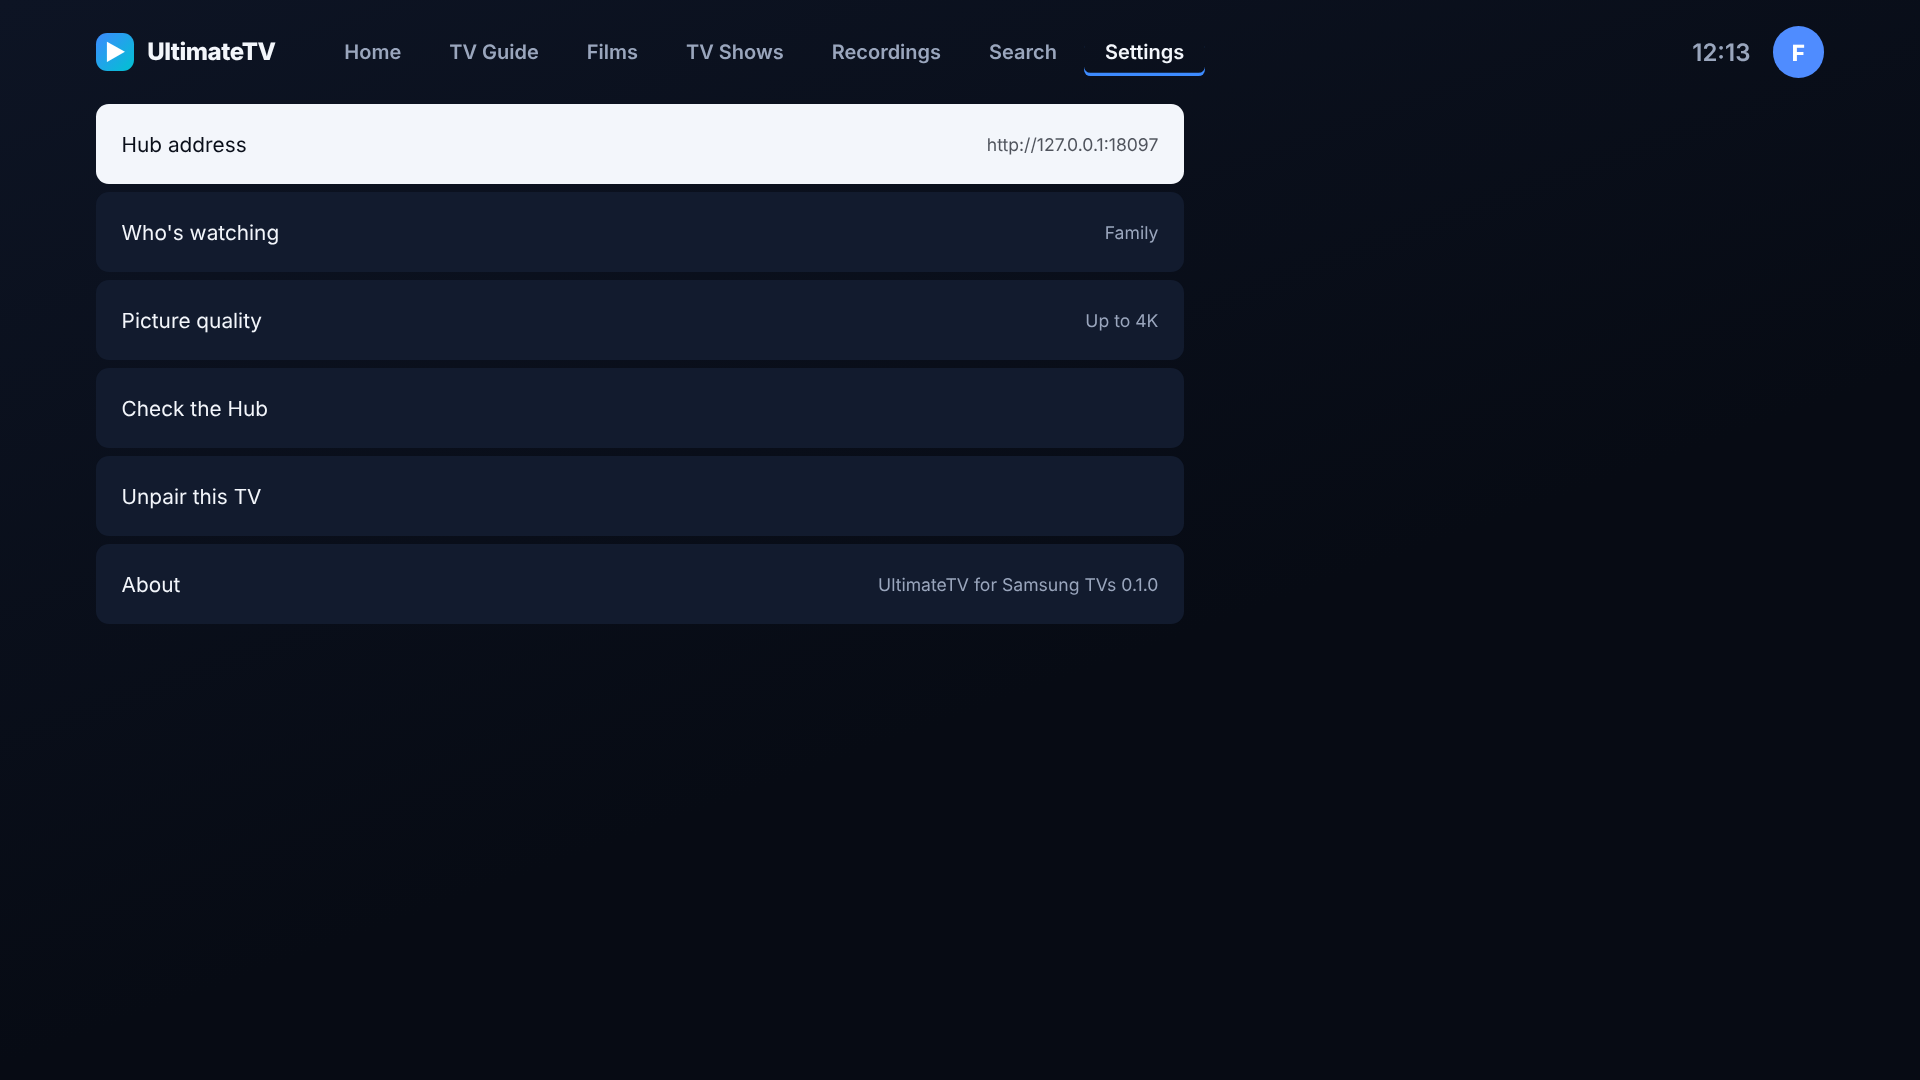 UltimateTV
Home
TV Guide
Films
TV Shows
Recordings
Search
Settings
12:13
F
Hub address
http://127.0.0.1:18097
Who's watching
Family
Picture quality
Up to 4K
Check the Hub
Unpair this TV
About
UltimateTV for Samsung TVs 0.1.0